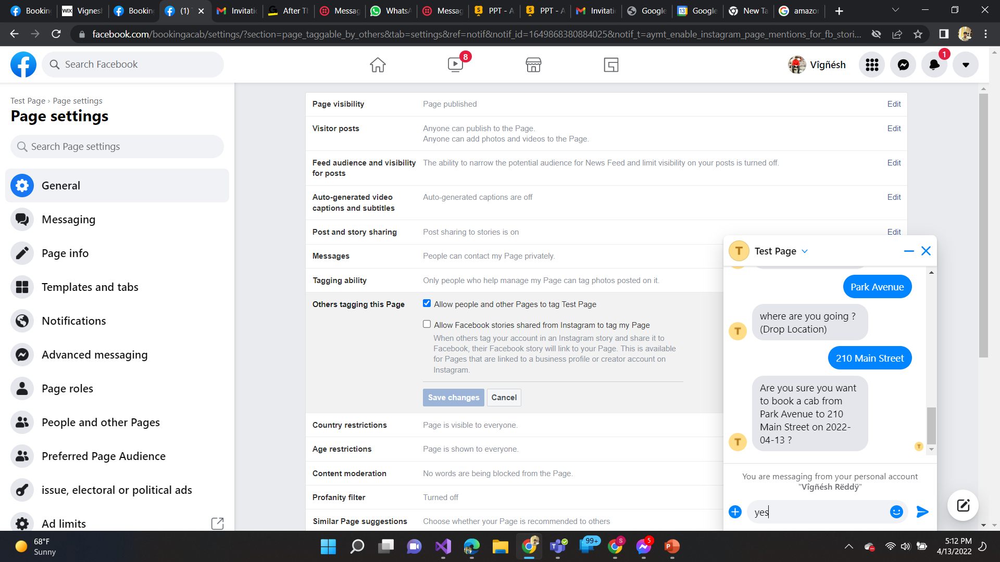 Booking
WIX Vignesh
Booking
(1)
Invitatio
G After Th
Messag
WhatsA
Messag
S PPT - A
S PPT - A
Invitatio
Google
13 Google
New Ta
G amazon
facebook.com/bookingacab/settings/?section=page_taggable_by_others&tab=settings&ref=notif&notif_id=1649868380884025&notif_t=aymt_enable_instagram_page_mentions_for_fb_stori...
Search Facebook
8
Vîgñésh
1
Test Page › Page settings
Page settings
Search Page settings
General
Messaging
Page info
Templates and tabs
Notifications
Advanced messaging
Page roles
People and other Pages
Preferred Page Audience
issue, electoral or political ads
Ad limits
Page visibility Page published Edit
Visitor posts Anyone can publish to the Page. Edit
Anyone can add photos and videos to the Page.
Feed audience and visibility The ability to narrow the potential audience for News Feed and limit visibility on your posts is turned off. Edit
for posts
Auto-generated video Auto-generated captions are off Edit
captions and subtitles
Post and story sharing Post sharing to stories is on Edit
Messages People can contact my Page privately.
Tagging ability Only people who help manage my Page can tag photos posted on it.
Others tagging this Page Allow people and other Pages to tag Test Page
Allow Facebook stories shared from Instagram to tag my Page
When others tag your account in an Instagram story and share it to
Facebook, their Facebook story will link to your Page. This is available
for Pages that are linked to a business profile or creator account on
Instagram.
Save changes Cancel
Country restrictions Page is visible to everyone.
Age restrictions Page is shown to everyone.
Content moderation No words are being blocked from the Page.
Profanity filter Turned off
Similar Page suggestions Choose whether your Page is recommended to others
T Test Page
Park Avenue
where are you going ?
(Drop Location)
T
210 Main Street
Are you sure you want
to book a cab from
Park Avenue to 210
Main Street on 2022-
04-13 ?
T
T
You are messaging from your personal account
"Vîgñésh Rëddÿ"
yes
68°F
Sunny
99+
S
5
P
5:12 PM
4/13/2022